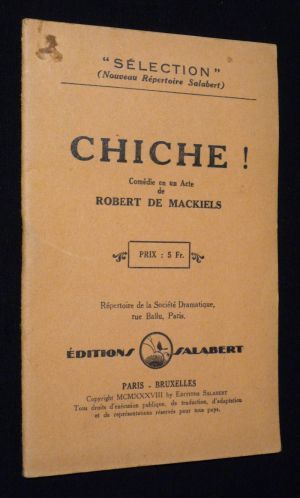 "SÉLECTION"
(Nouveau Répertoire Salabert)
CHICHE !
Comédie en un Acte
de
ROBERT DE MACKIELS
PRIX : 5 Fr.
Répertoire de la Société Dramatique,
rue Ballu, Paris.
ÉDITIONS SALABERT
PARIS - BRUXELLES
Copyright MCMXXXVIII by EDITIONS SALABERT
Tous droits d'exécution publique, de traduction, d'adaptation
et de représentations réservés pour tous pays.